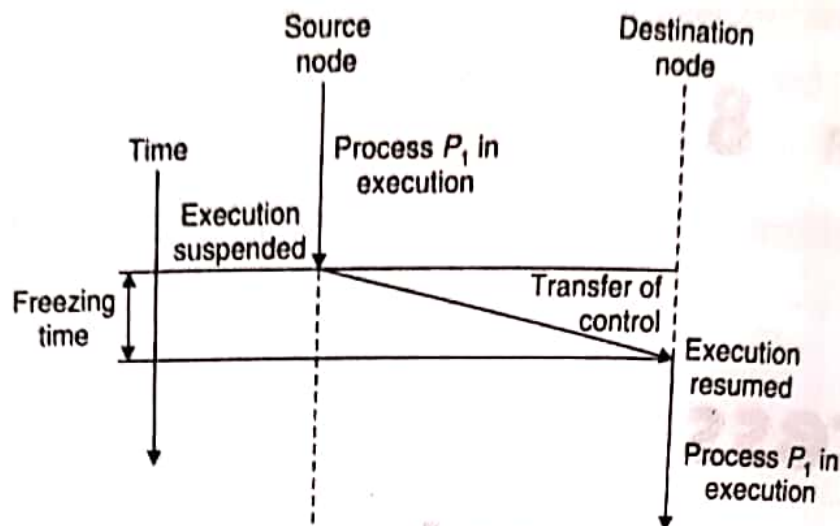 Source
node
Destination
node
Time
Process P₁ in
execution
Execution
suspended
Freezing
time
Transfer of
control
Execution
resumed
Process P₁ in
execution